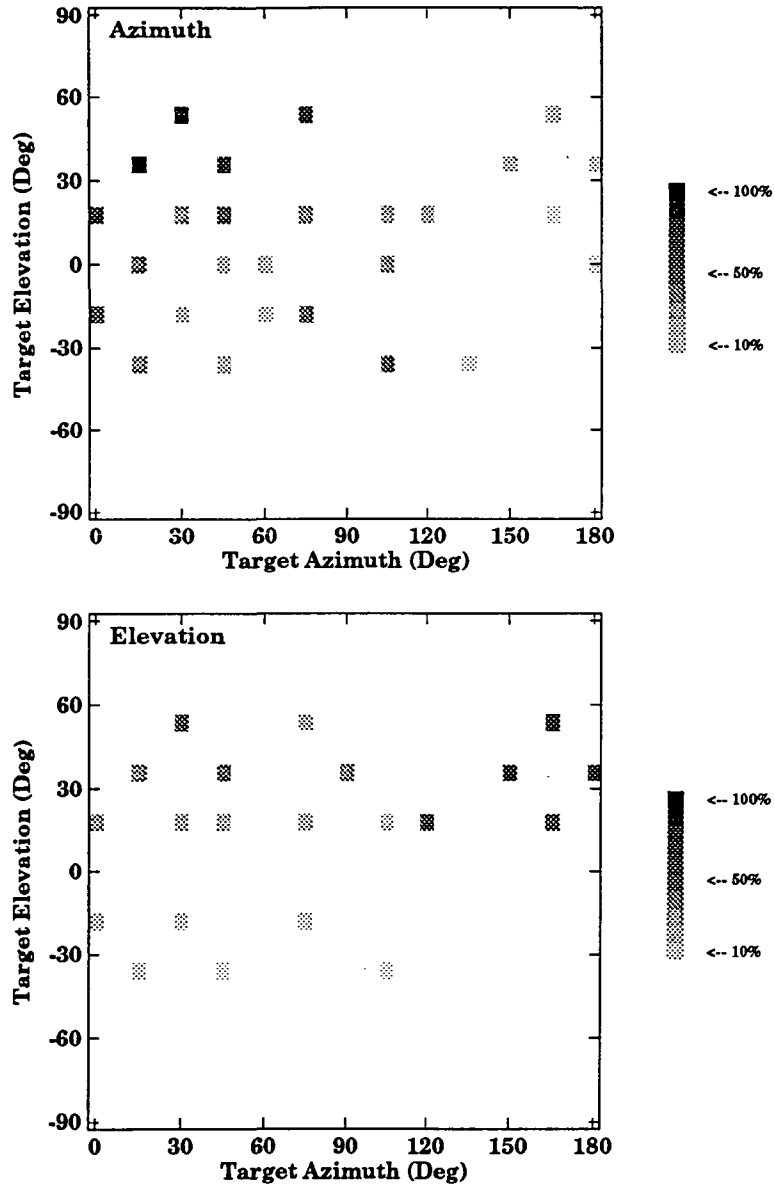 Azimuth
90
60
30
0
-30
-60
-90
Target Elevation (Deg)
0 30 60 90 120 150 180
Target Azimuth (Deg)
<-- 100%
<-- 50%
<-- 10%
Elevation
90
60
30
0
-30
-60
-90
Target Elevation (Deg)
0 30 60 90 120 150 180
Target Azimuth (Deg)
<-- 100%
<-- 50%
<-- 10%